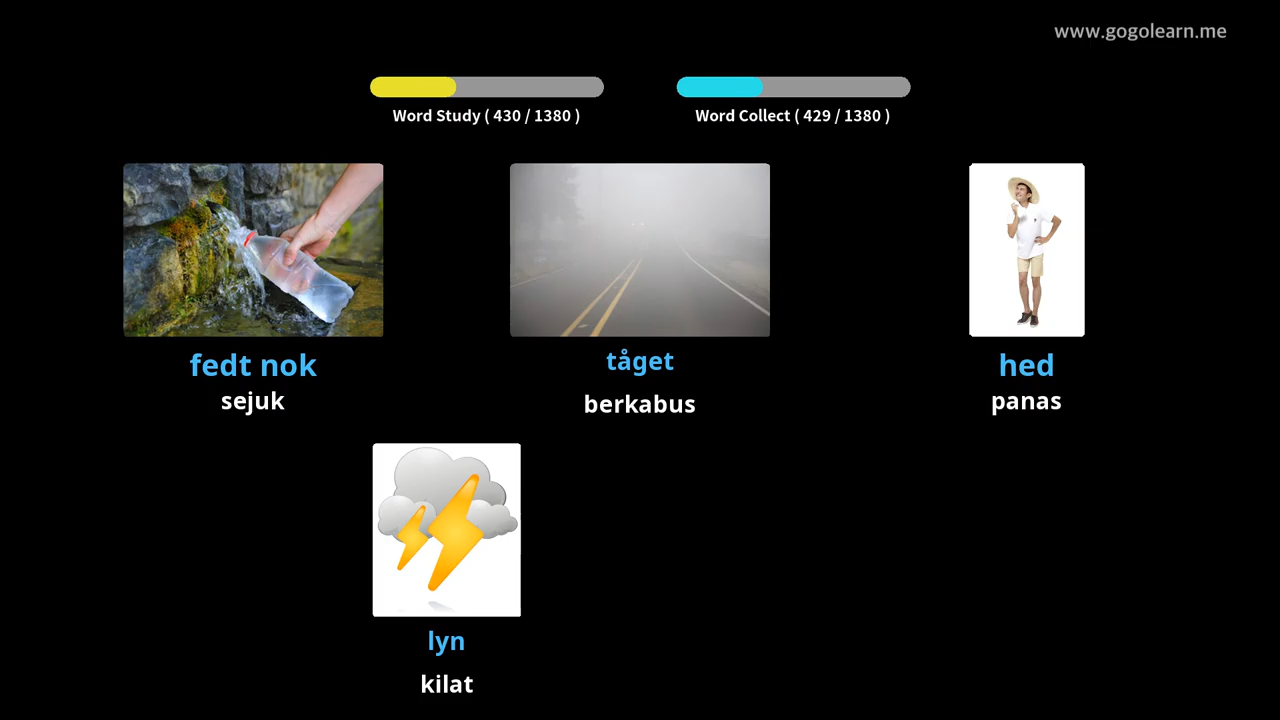 www.gogolearn.me
Word Study ( 430 / 1380 )
Word Collect ( 429 / 1380 )
fedt nok
sejuk
tåget
berkabus
hed
panas
lyn
kilat